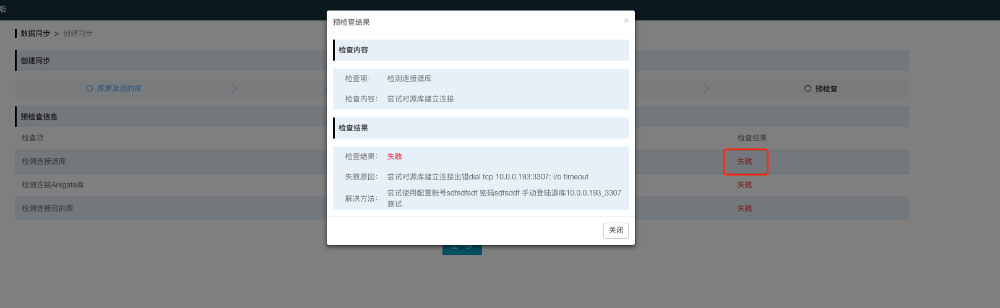 版
数据同步 > 创建同步
创建同步
库源及目的库
预检查
预检查信息
检查项
检查结果
检测连接源库
失败
检测连接Arkgate库
失败
检测连接目的库
失败
上一步
预检查结果
×
检查内容
检查项： 检测连接源库
检查内容： 尝试对源库建立连接
检查结果
检查结果： 失败
失败原因： 尝试对源库建立连接出错dial tcp 10.0.0.193:3307: i/o timeout
解决方法： 尝试使用配置账号sdfsdfsdf 密码sdfsddf 手动登陆源库10.0.0.193_3307
测试
关闭